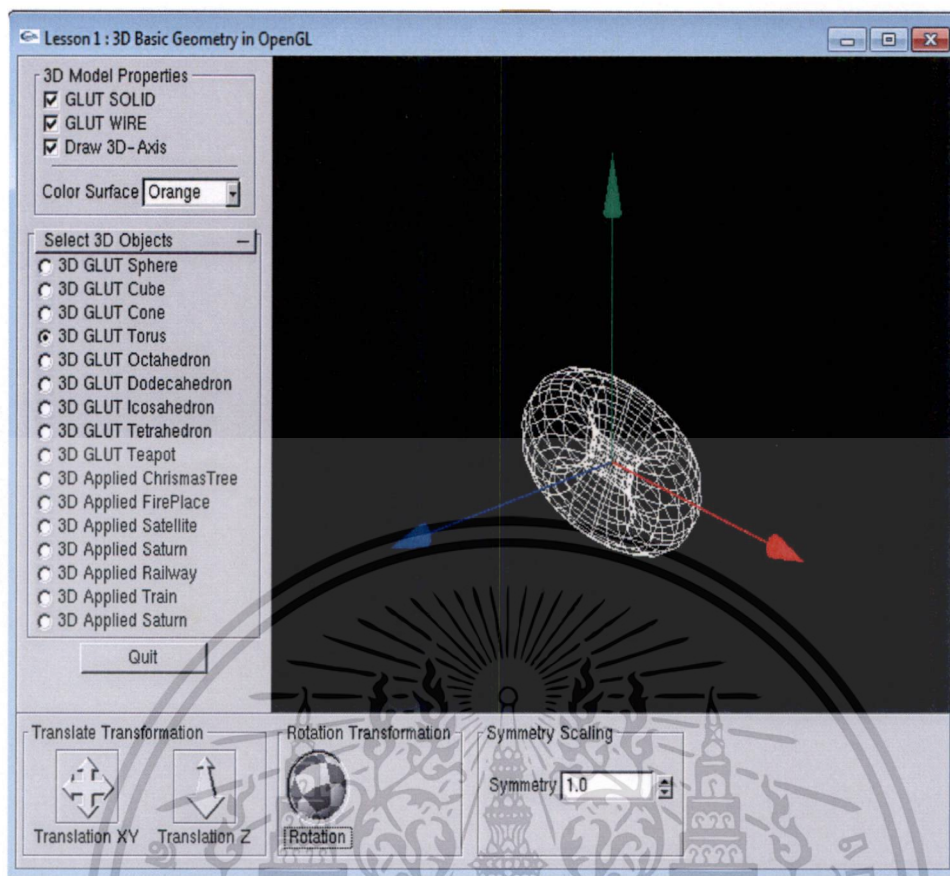 Lesson 1 : 3D Basic Geometry in OpenGL
3D Model Properties
GLUT SOLID
GLUT WIRE
Draw 3D-Axis
Color Surface Orange
Select 3D Objects
3D GLUT Sphere
3D GLUT Cube
3D GLUT Cone
3D GLUT Torus
3D GLUT Octahedron
3D GLUT Dodecahedron
3D GLUT Icosahedron
3D GLUT Tetrahedron
3D GLUT Teapot
3D Applied ChrismasTree
3D Applied FirePlace
3D Applied Satellite
3D Applied Saturn
3D Applied Railway
3D Applied Train
3D Applied Saturn
Quit
Translate Transformation
Translation XY
Translation Z
Rotation Transformation
Rotation
Symmetry Scaling
Symmetry 1.0